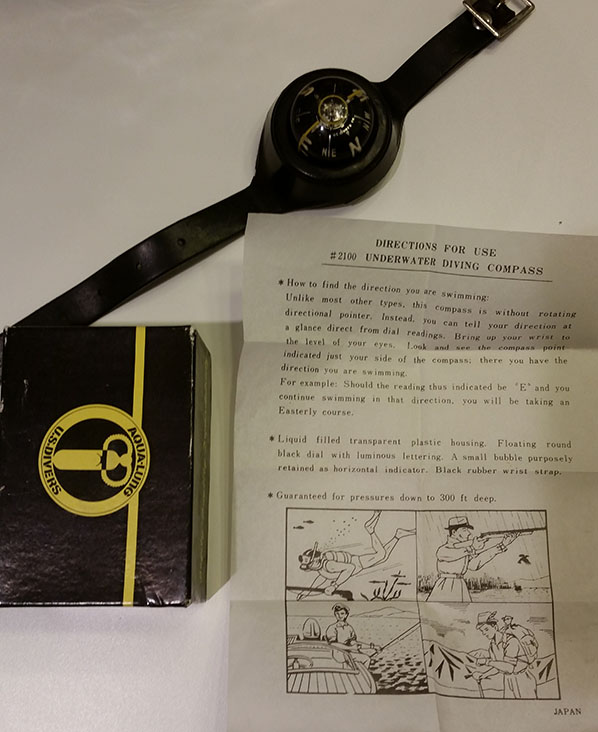 N
NE
DIRECTIONS FOR USE
#2100 UNDERWATER DIVING COMPASS
* How to find the direction you are swimming:
Unlike most other types, this compass is without rotating
directional pointer. Instead, you can tell your direction at
a glance direct from dial readings. Bring up your wrist to
the level of your eyes. Look and see the compass point
indicated just your side of the compass; there you have the
direction you are swimming.
For example: Should the reading thus indicated be "E" and you
continue swimming in that direction, you will be taking an
Easterly course.
* Liquid filled transparent plastic housing. Floating round
black dial with luminous lettering. A small bubble purposely
retained as horizontal indicator. Black rubber wrist strap.
* Guaranteed for pressures down to 300 ft deep.
JAPAN
AQUA-LUNG
U.S. DIVERS